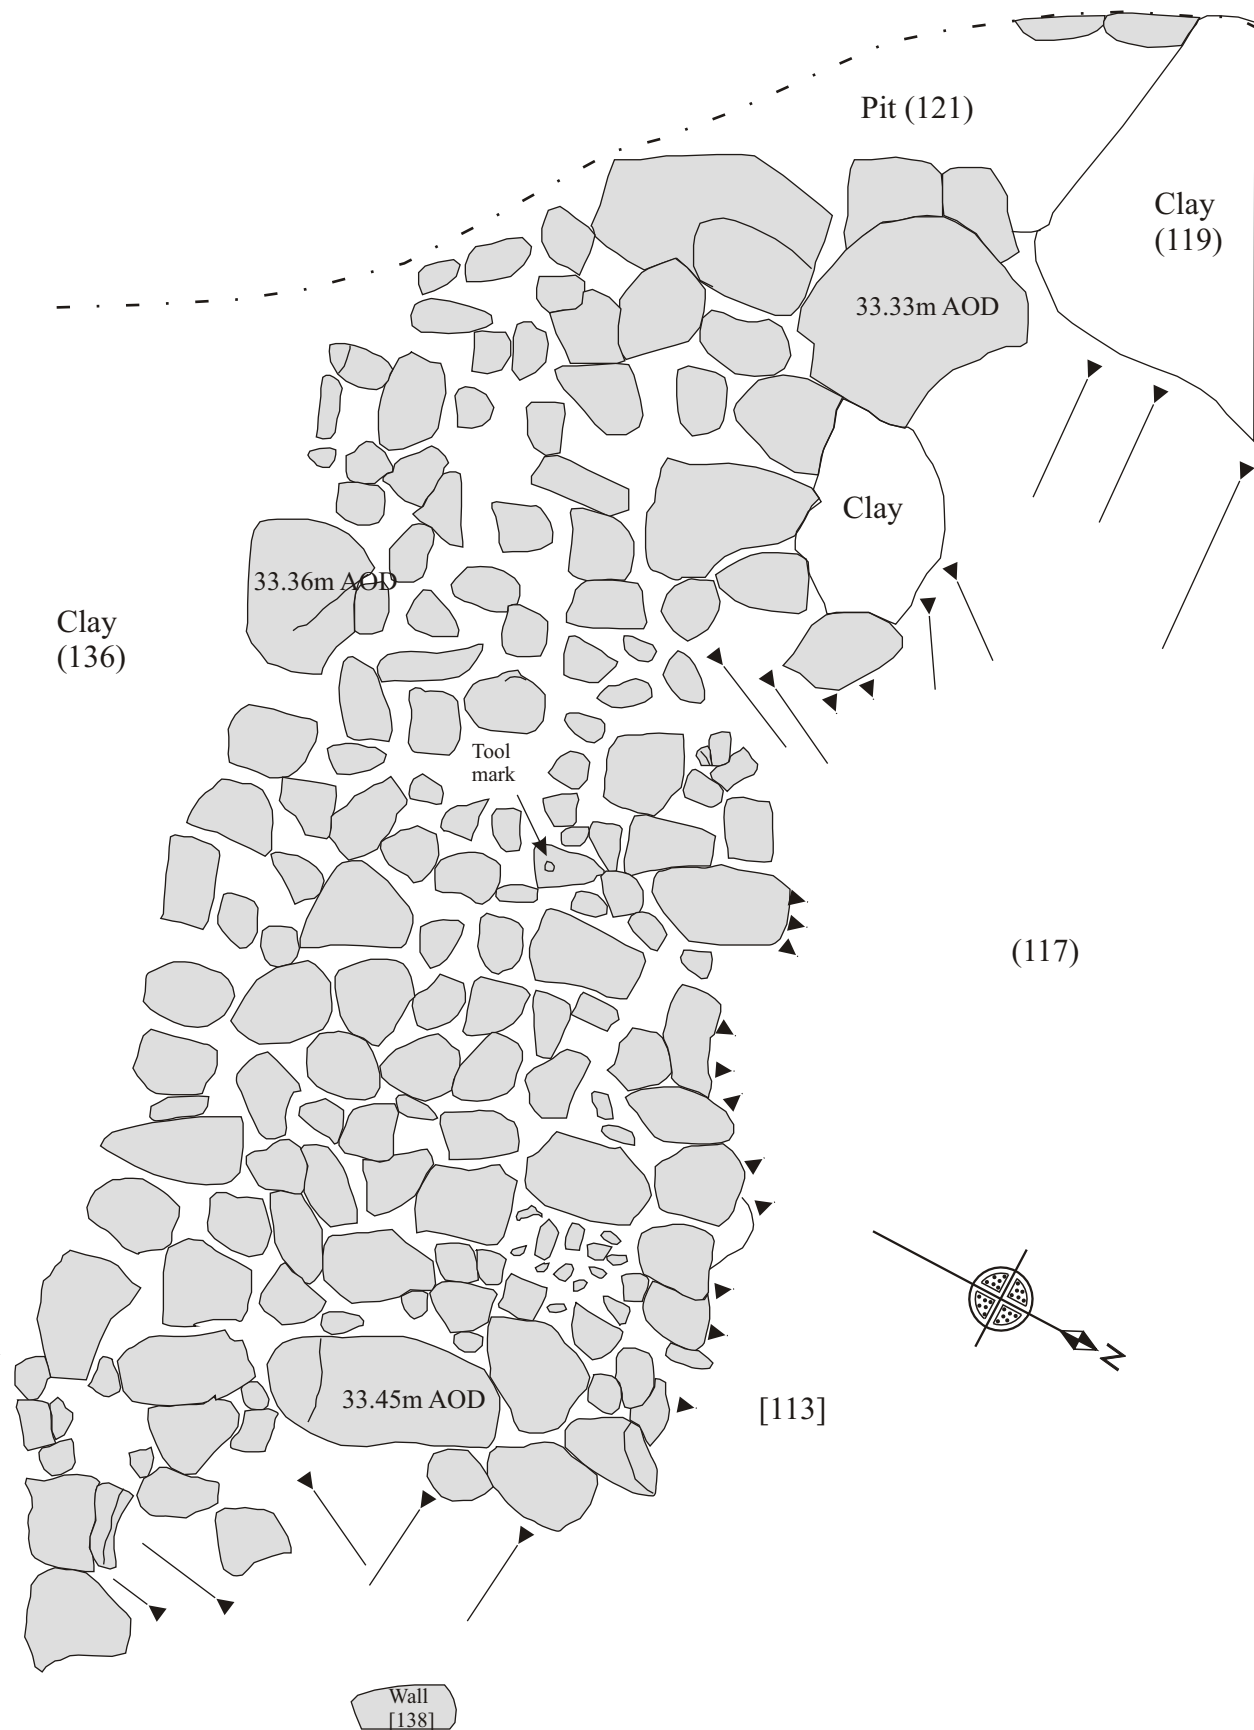 Pit (121)
Clay
(119)
33.33m AOD
Clay
33.36m AOD
Clay
(136)
Tool
mark
(117)
N
33.45m AOD
[113]
Wall
[138]